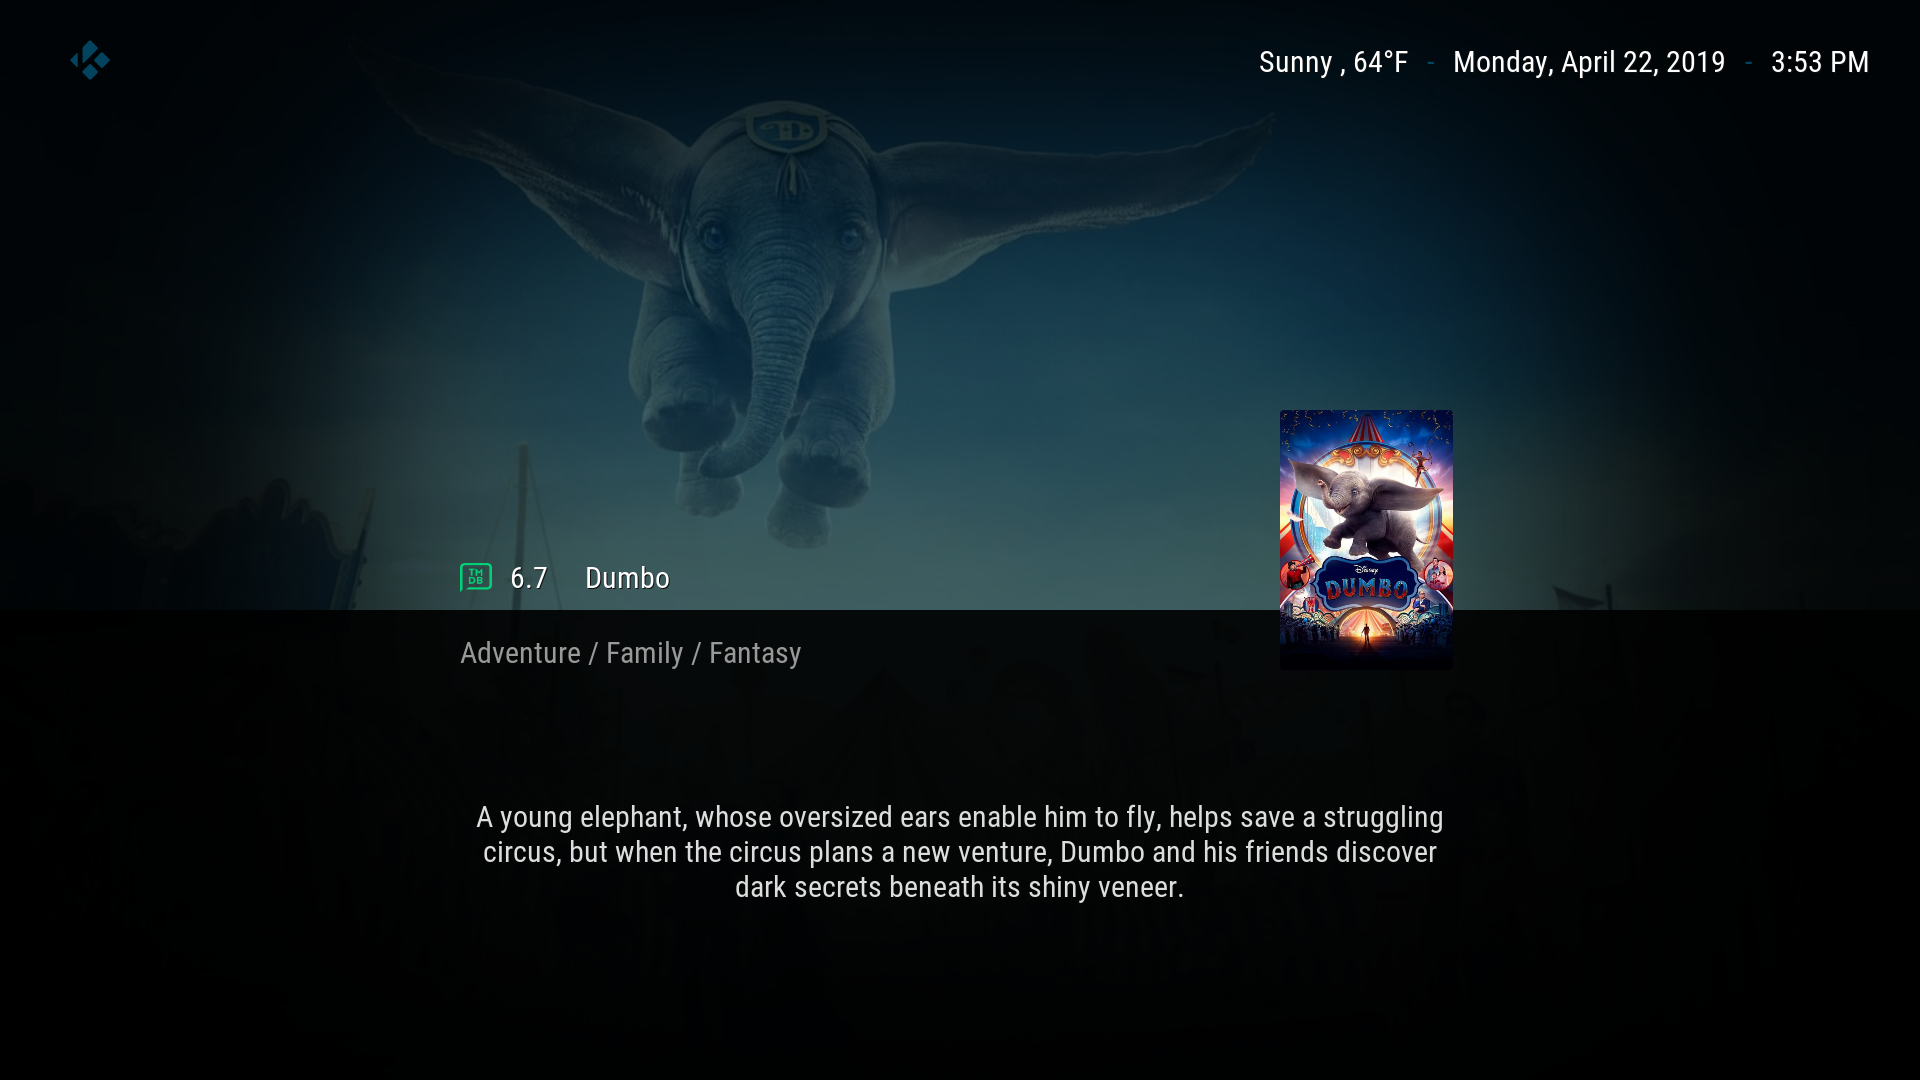 Sunny , 64°F - Monday, April 22, 2019 - 3:53 PM
D
TM
DB
6.7 Dumbo
Disney
DUMBO
Adventure / Family / Fantasy
A young elephant, whose oversized ears enable him to fly, helps save a struggling
circus, but when the circus plans a new venture, Dumbo and his friends discover
dark secrets beneath its shiny veneer.